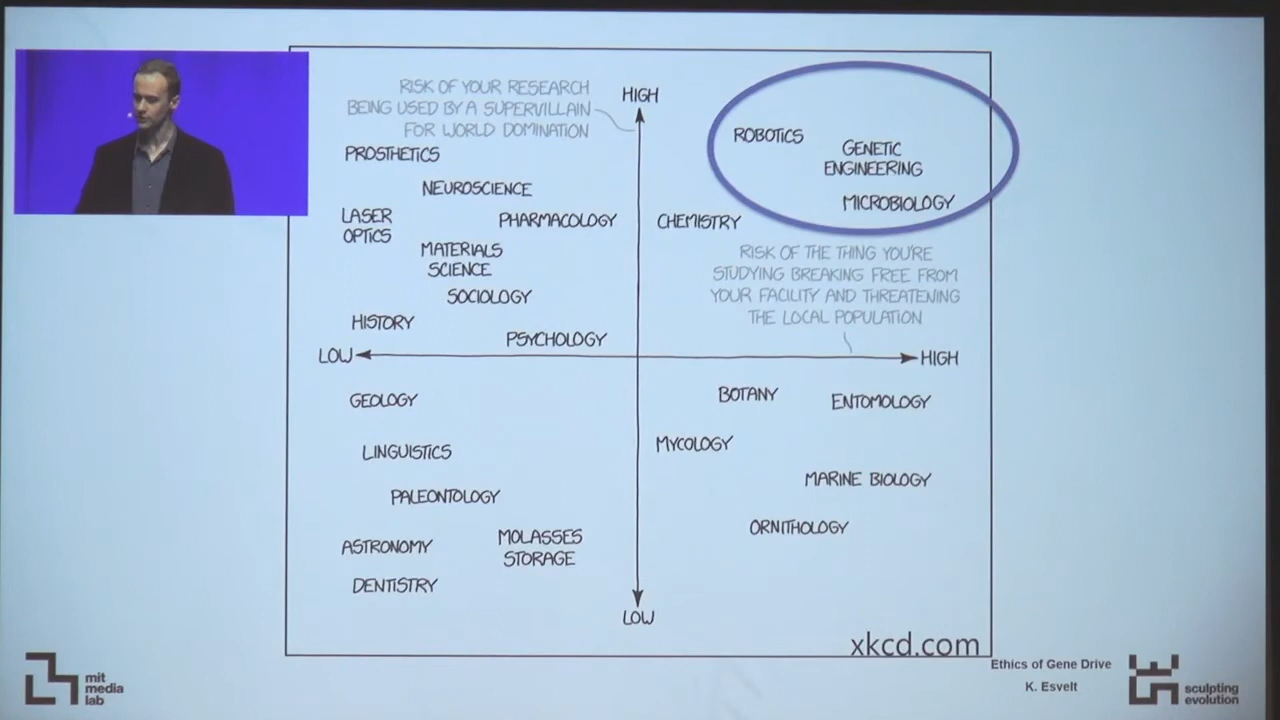 RISK OF YOUR RESEARCH
BEING USED BY A SUPERVILLAIN
FOR WORLD DOMINATION
HIGH
ROBOTICS
GENETIC
ENGINEERING
MICROBIOLOGY
PROSTHETICS
NEUROSCIENCE
LASER
OPTICS
PHARMACOLOGY
CHEMISTRY
MATERIALS
SCIENCE
SOCIOLOGY
RISK OF THE THING YOU'RE
STUDYING BREAKING FREE FROM
YOUR FACILITY AND THREATENING
THE LOCAL POPULATION
HISTORY
PSYCHOLOGY
LOW
HIGH
GEOLOGY
BOTANY
ENTOMOLOGY
LINGUISTICS
MYCOLOGY
PALEONTOLOGY
MARINE BIOLOGY
ASTRONOMY
MOLASSES
STORAGE
ORNITHOLOGY
DENTISTRY
LOW
xkcd.com
mit
media
lab
Ethics of Gene Drive
K. Esvelt
sculpting
evolution